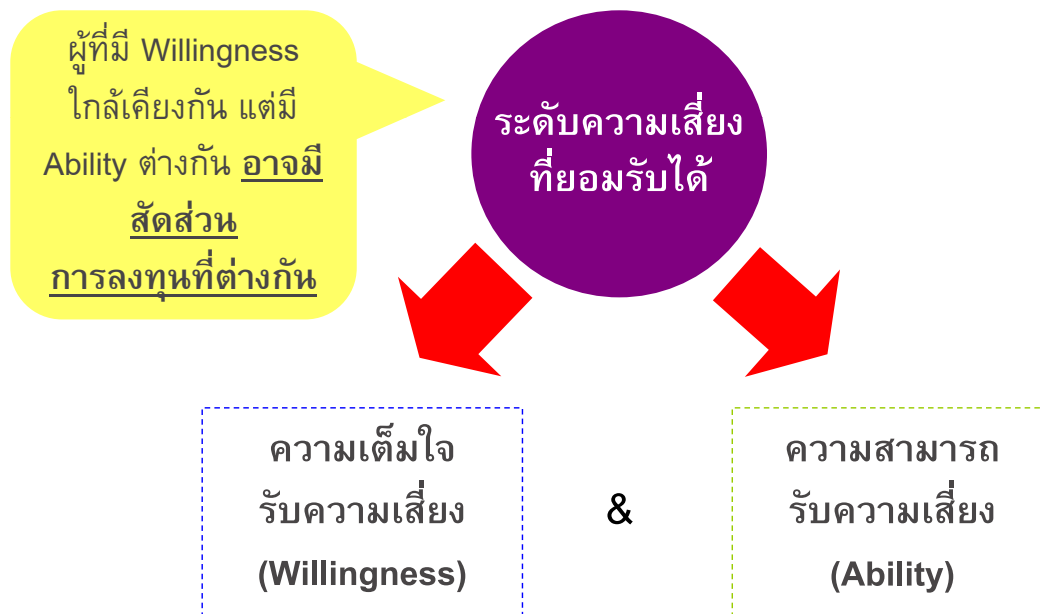 ผู้ที่มี Willingness
ใกล้เคียงกัน แต่มี
Ability ต่างกัน อาจมี
สัดส่วน
การลงทุนที่ต่างกัน
ระดับความเสี่ยง
ที่ยอมรับได้
ความเต็มใจ
รับความเสี่ยง
(Willingness)
&
ความสามารถ
รับความเสี่ยง
(Ability)